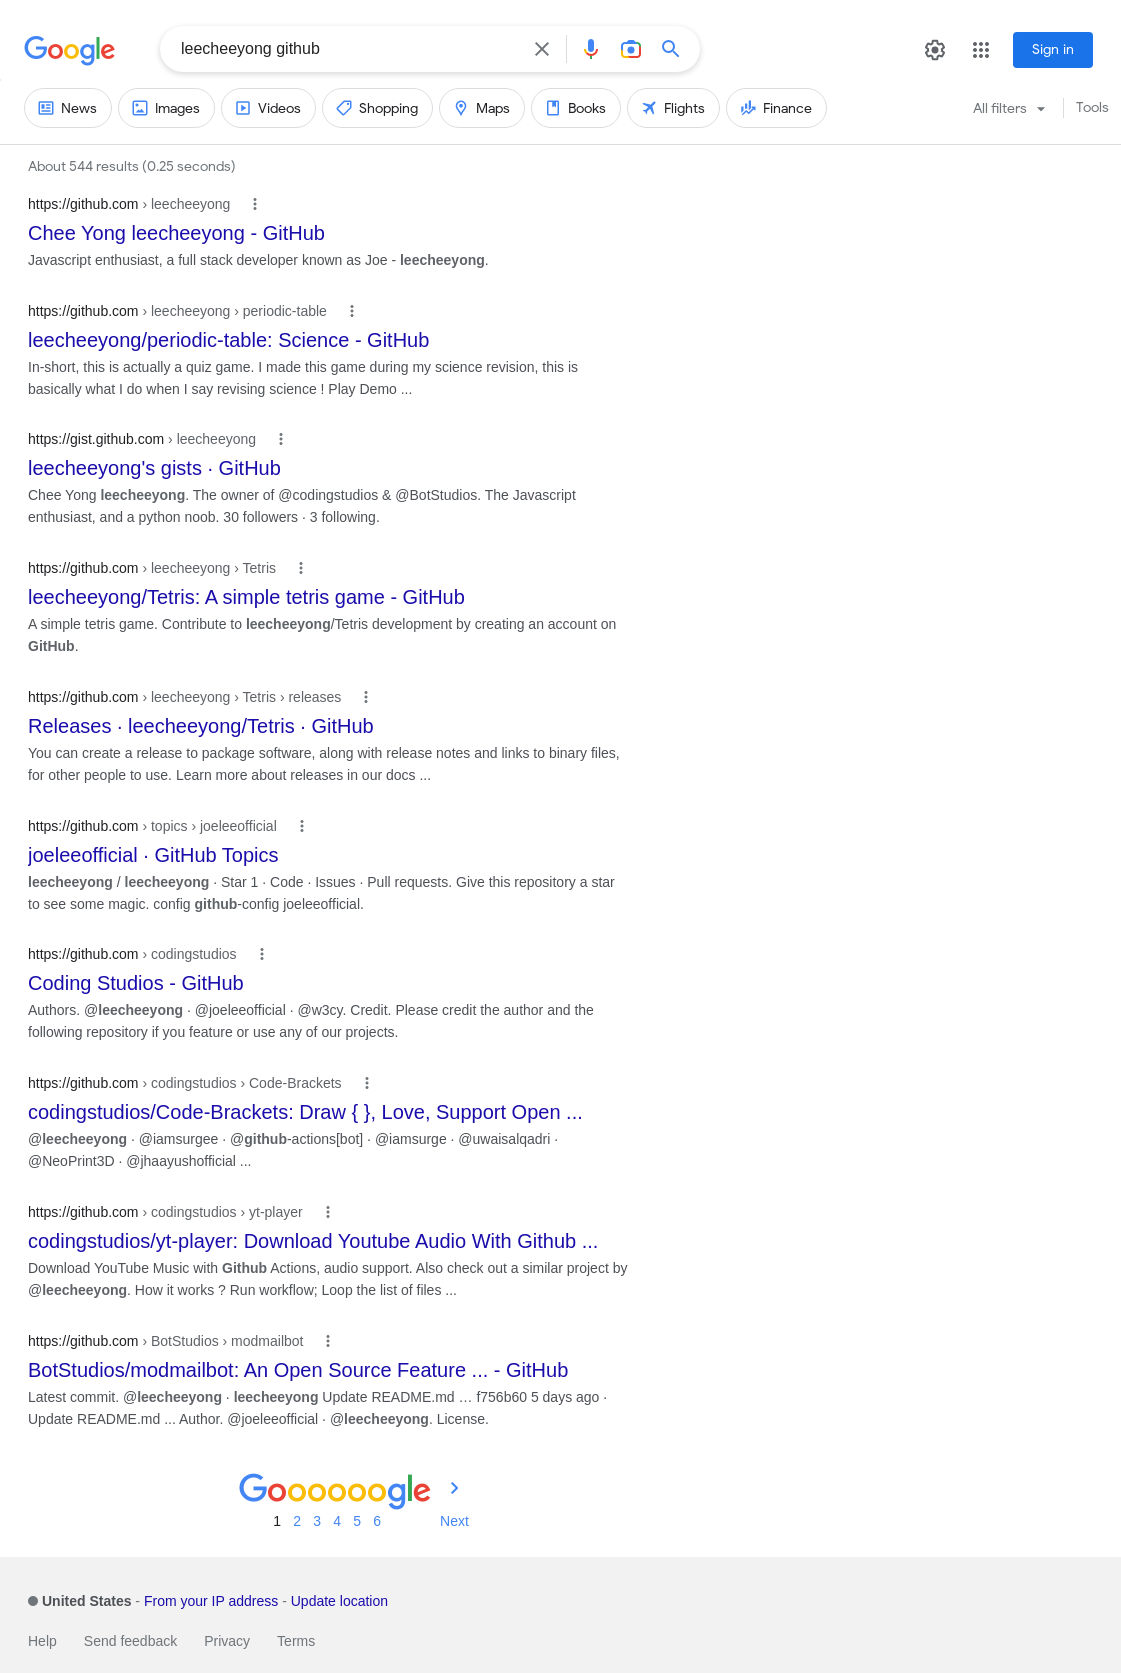 Google
leecheeyong github
Sign in
News Images Videos Shopping Maps Books Flights Finance All filters Tools
About 544 results (0.25 seconds)
https://github.com › leecheeyong
Chee Yong leecheeyong - GitHub
Javascript enthusiast, a full stack developer known as Joe - leecheeyong.
https://github.com › leecheeyong › periodic-table
leecheeyong/periodic-table: Science - GitHub
In-short, this is actually a quiz game. I made this game during my science revision, this is
basically what I do when I say revising science ! Play Demo ...
https://gist.github.com › leecheeyong
leecheeyong's gists · GitHub
Chee Yong leecheeyong. The owner of @codingstudios & @BotStudios. The Javascript
enthusiast, and a python noob. 30 followers · 3 following.
https://github.com › leecheeyong › Tetris
leecheeyong/Tetris: A simple tetris game - GitHub
A simple tetris game. Contribute to leecheeyong/Tetris development by creating an account on
GitHub.
https://github.com › leecheeyong › Tetris › releases
Releases · leecheeyong/Tetris · GitHub
You can create a release to package software, along with release notes and links to binary files,
for other people to use. Learn more about releases in our docs ...
https://github.com › topics › joeleeofficial
joeleeofficial · GitHub Topics
leecheeyong / leecheeyong · Star 1 · Code · Issues · Pull requests. Give this repository a star
to see some magic. config github-config joeleeofficial.
https://github.com › codingstudios
Coding Studios - GitHub
Authors. @leecheeyong · @joeleeofficial · @w3cy. Credit. Please credit the author and the
following repository if you feature or use any of our projects.
https://github.com › codingstudios › Code-Brackets
codingstudios/Code-Brackets: Draw { }, Love, Support Open ...
@leecheeyong · @iamsurgee · @github-actions[bot] · @iamsurge · @uwaisalqadri ·
@NeoPrint3D · @jhaayushofficial ...
https://github.com › codingstudios › yt-player
codingstudios/yt-player: Download Youtube Audio With Github ...
Download YouTube Music with Github Actions, audio support. Also check out a similar project by
@leecheeyong. How it works ? Run workflow; Loop the list of files ...
https://github.com › BotStudios › modmailbot
BotStudios/modmailbot: An Open Source Feature ... - GitHub
Latest commit. @leecheeyong · leecheeyong Update README.md … f756b60 5 days ago ·
Update README.md ... Author. @joeleeofficial · @leecheeyong. License.
Goooooogle
1 2 3 4 5 6 Next
United States - From your IP address - Update location
Help Send feedback Privacy Terms